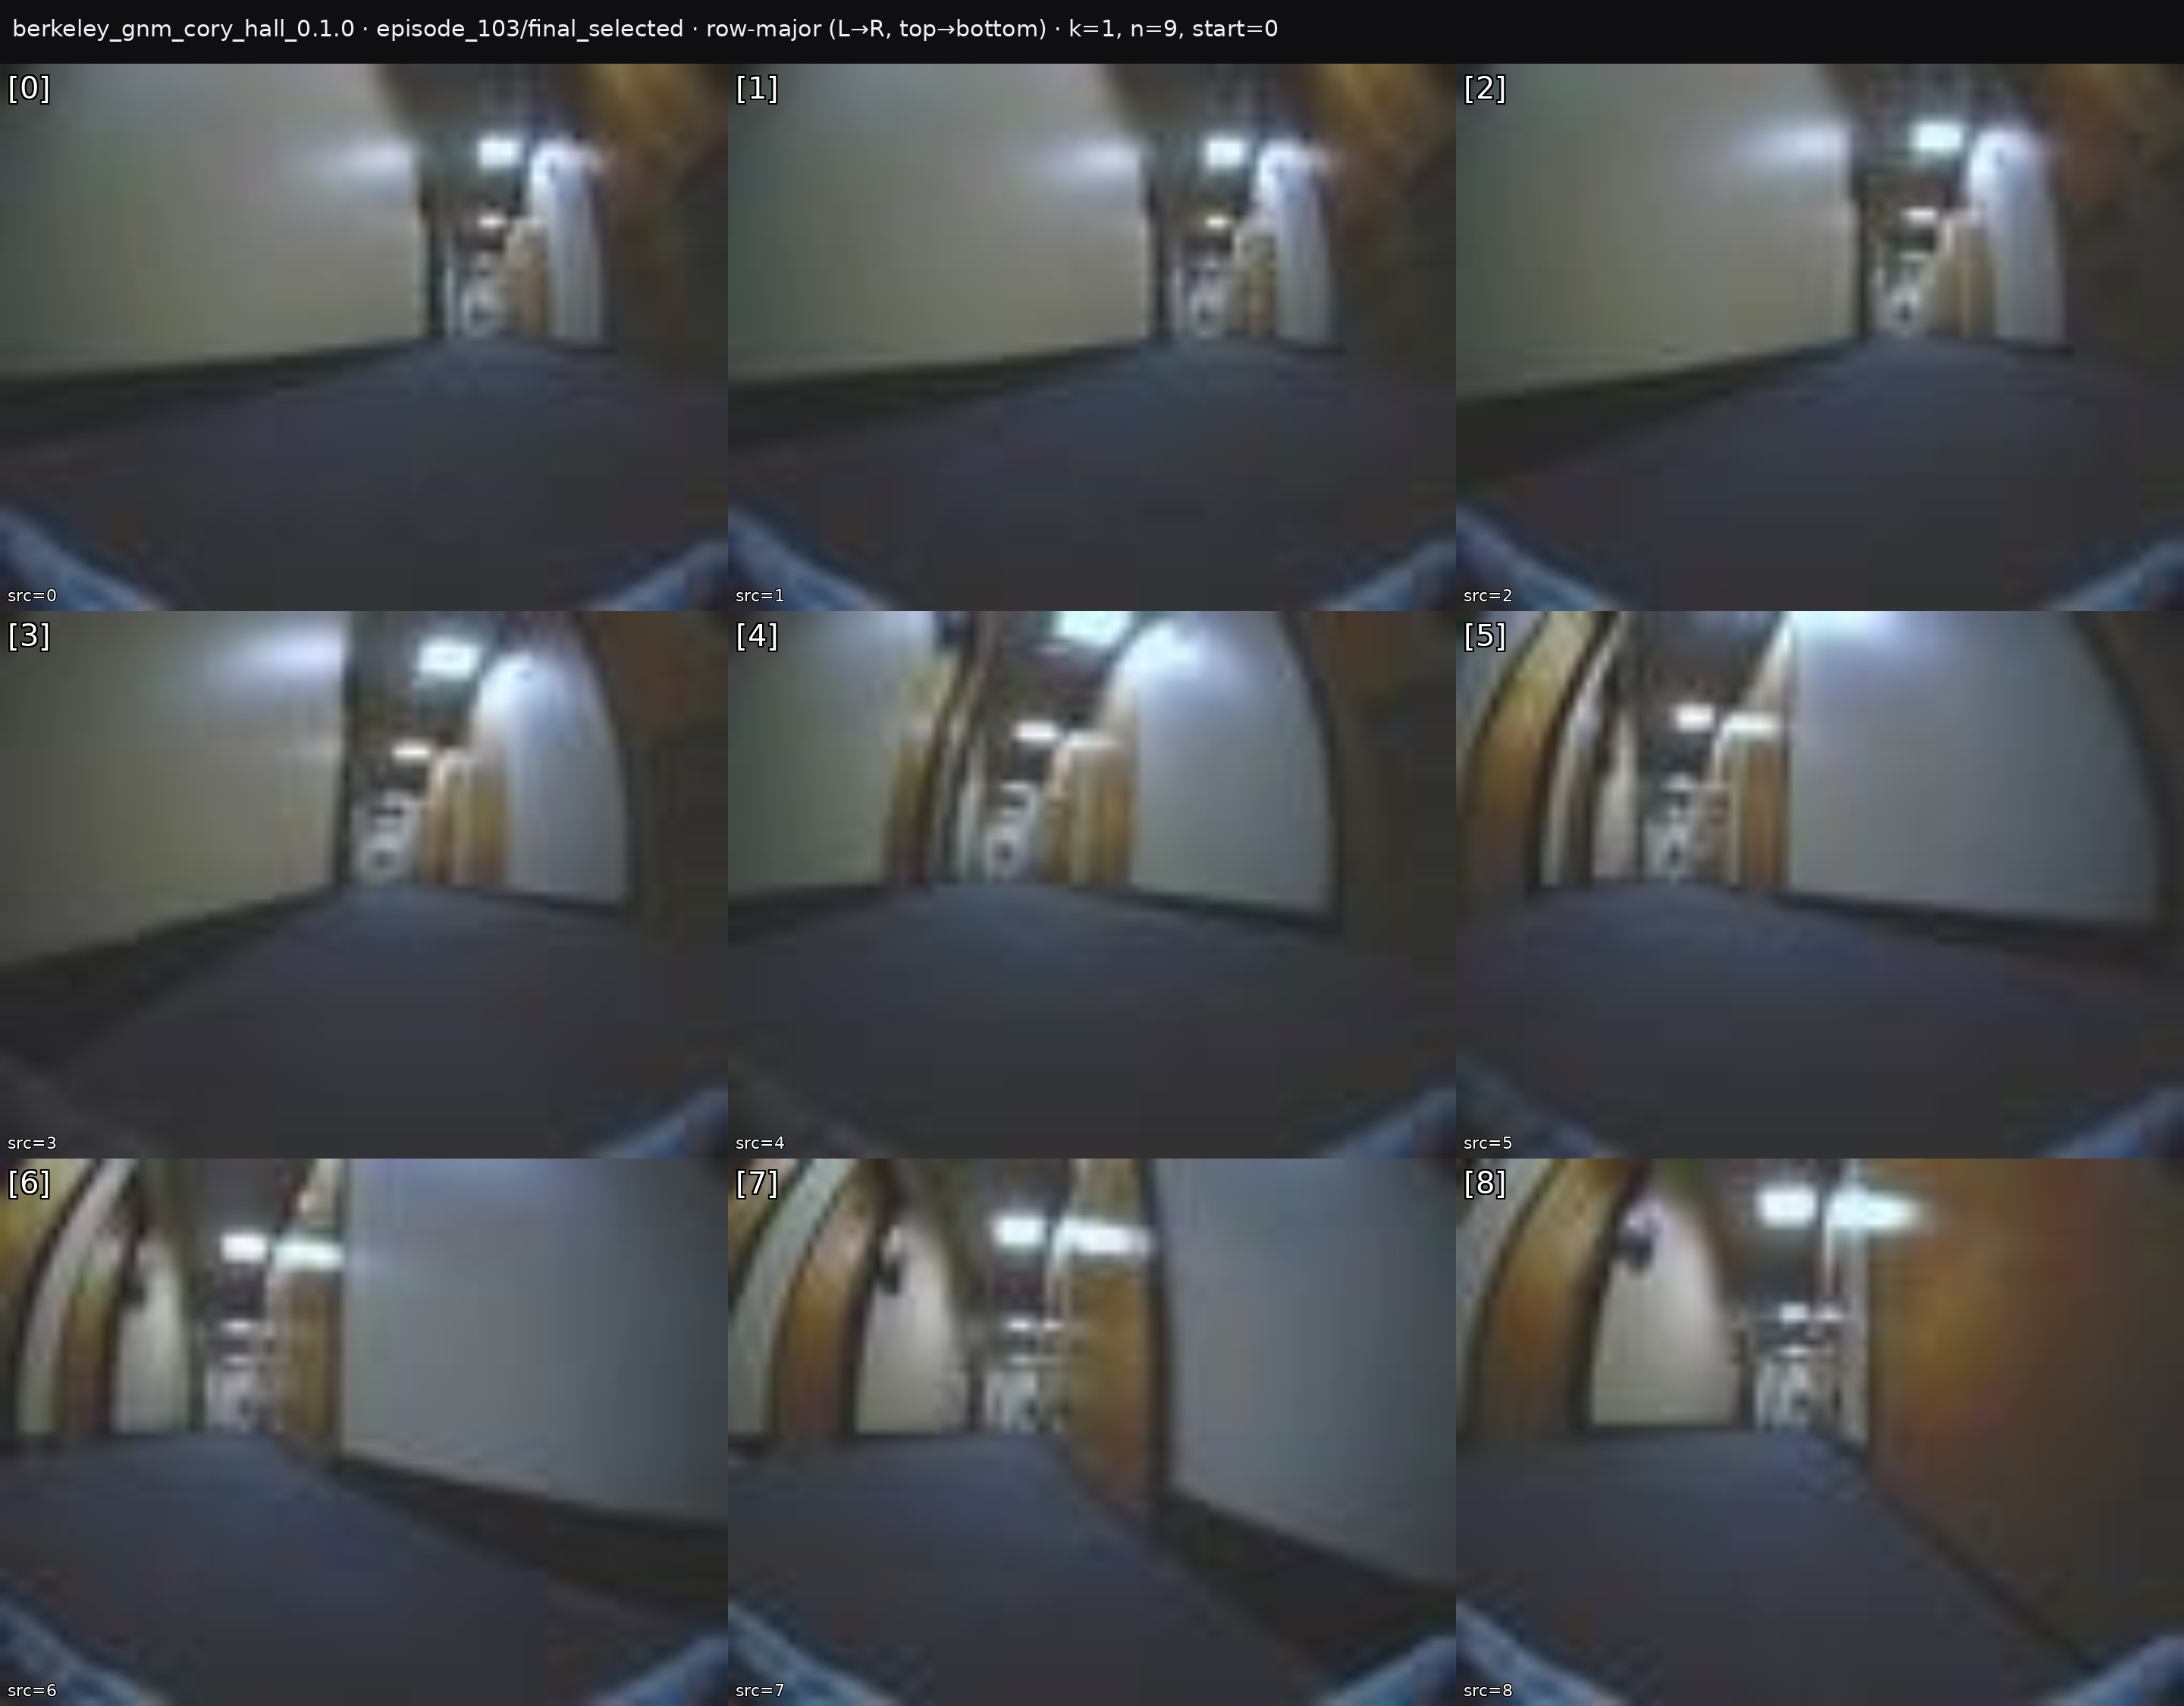 berkeley_gnm_cory_hall_0.1.0 · episode_103/final_selected · row-major (L→R, top→bottom) · k=1, n=9, start=0
[0] [1] [2]
src=0 src=1 src=2
[3] [4] [5]
src=3 src=4 src=5
[6] [7] [8]
src=6 src=7 src=8